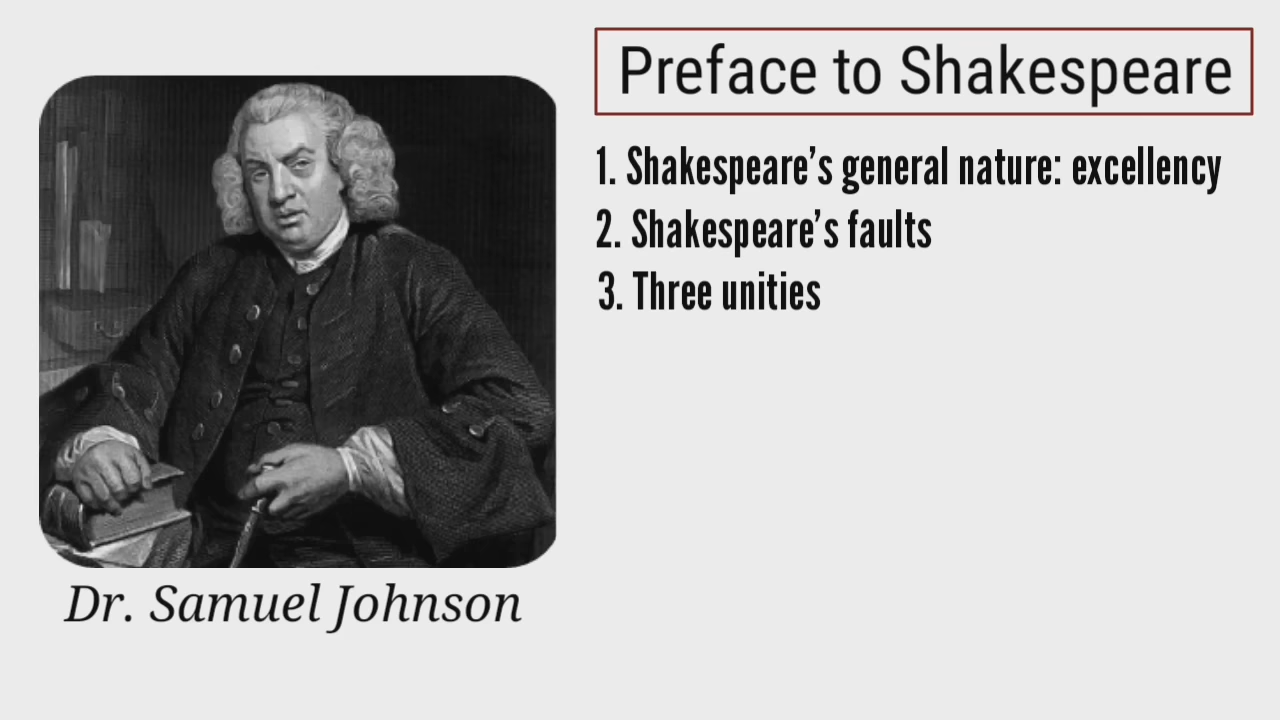 Preface to Shakespeare
1. Shakespeare’s general nature: excellency
2. Shakespeare’s faults
3. Three unities
Dr. Samuel Johnson